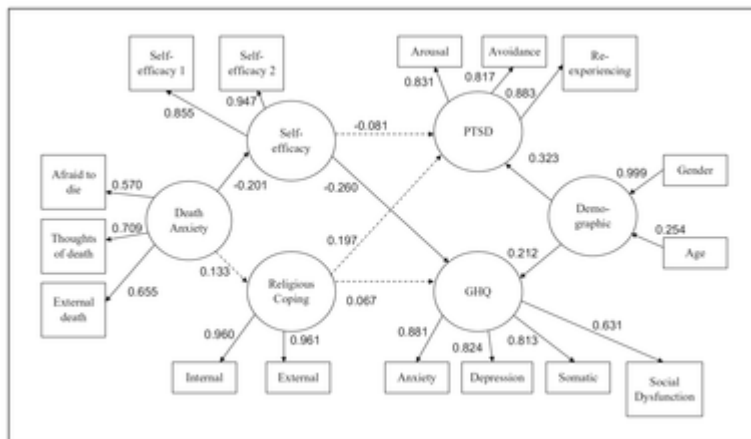 Self-
efficacy 1
Self-
efficacy 2
Arousal
Avoidance
Re-
experiencing
0.855
0.947
0.831
0.817
0.883
Self-
efficacy
-0.081
PTSD
Afraid to
die
0.570
-0.201
-0.260
0.323
0.999
Gender
Thoughts
of death
0.709
Death
Anxiety
Demo-
graphic
0.254
Age
External
death
0.655
0.133
0.197
0.212
Religious
Coping
0.067
GHQ
0.960
0.961
0.881
0.824
0.813
0.631
Internal
External
Anxiety
Depression
Somatic
Social
Dysfunction